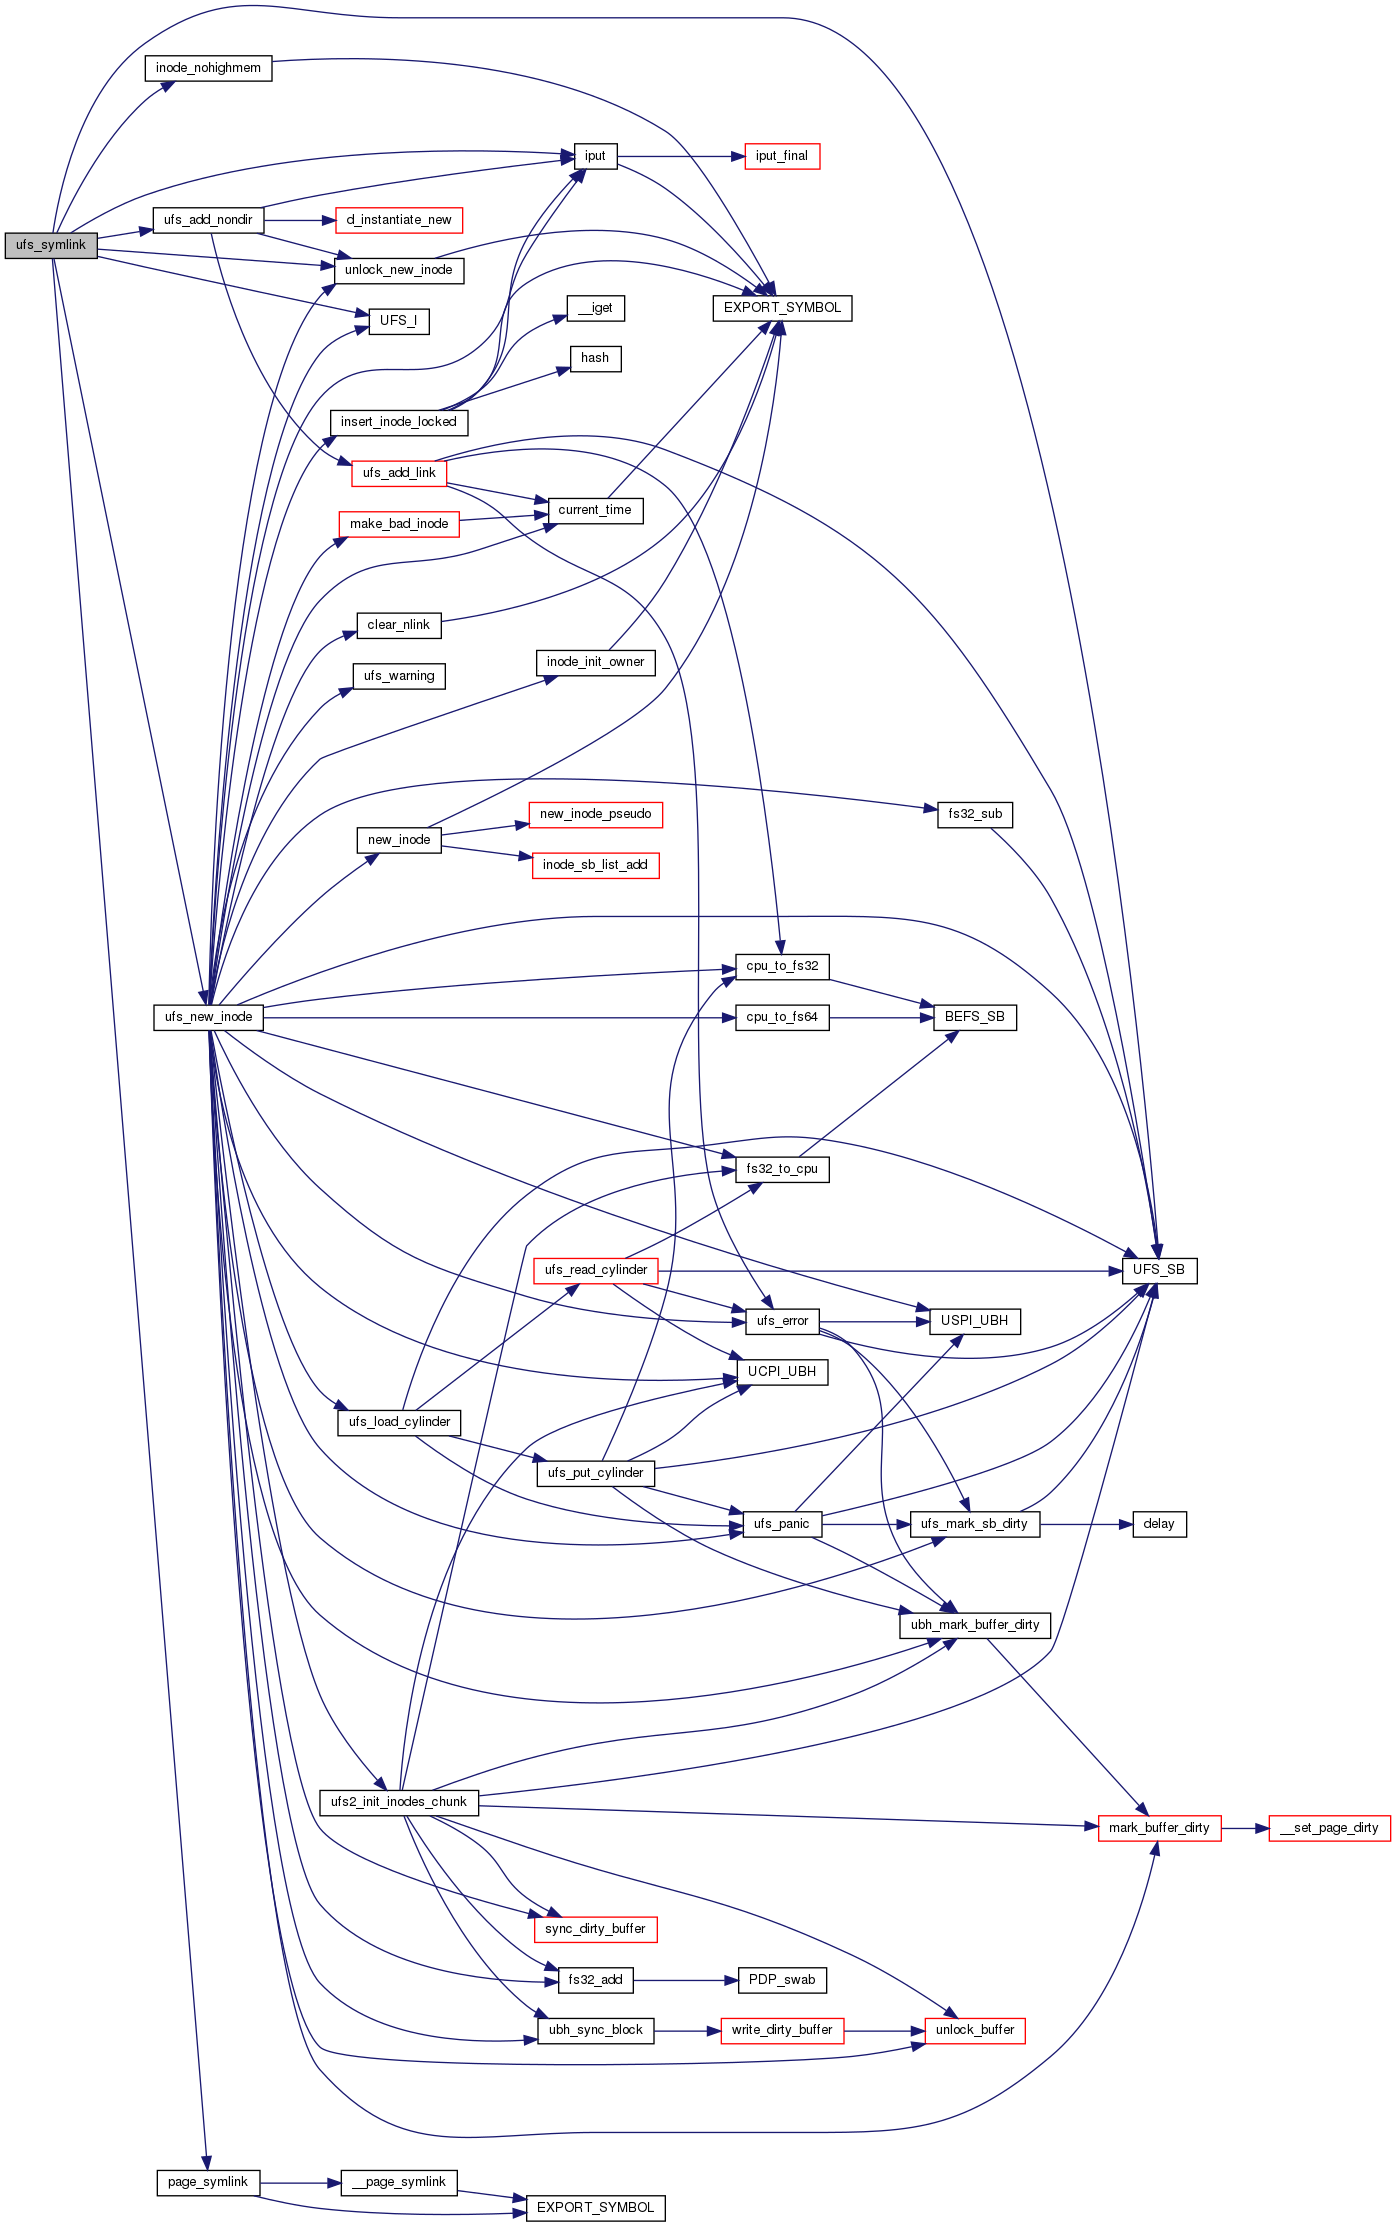 inode_nohighmem
iput
iput_final
ufs_add_nondir
d_instantiate_new
ufs_symlink
unlock_new_inode
UFS_I
__iget
EXPORT_SYMBOL
hash
insert_inode_locked
ufs_add_link
make_bad_inode
current_time
clear_nlink
ufs_warning
inode_init_owner
new_inode
new_inode_pseudo
inode_sb_list_add
fs32_sub
cpu_to_fs32
ufs_new_inode
cpu_to_fs64
BEFS_SB
fs32_to_cpu
ufs_read_cylinder
UFS_SB
ufs_error
USPI_UBH
UCPI_UBH
ufs_load_cylinder
ufs_put_cylinder
ufs_panic
ufs_mark_sb_dirty
delay
ubh_mark_buffer_dirty
ufs2_init_inodes_chunk
mark_buffer_dirty
__set_page_dirty
sync_dirty_buffer
fs32_add
PDP_swab
ubh_sync_block
write_dirty_buffer
unlock_buffer
page_symlink
__page_symlink
EXPORT_SYMBOL